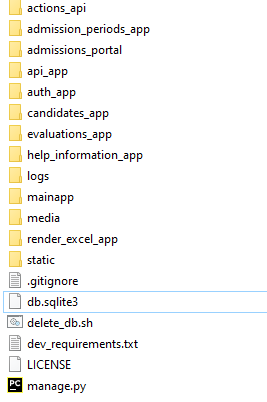 actions_api
admission_periods_app
admissions_portal
api_app
auth_app
candidates_app
evaluations_app
help_information_app
logs
mainapp
media
render_excel_app
static
.gitignore
db.sqlite3
delete_db.sh
dev_requirements.txt
LICENSE
PC manage.py